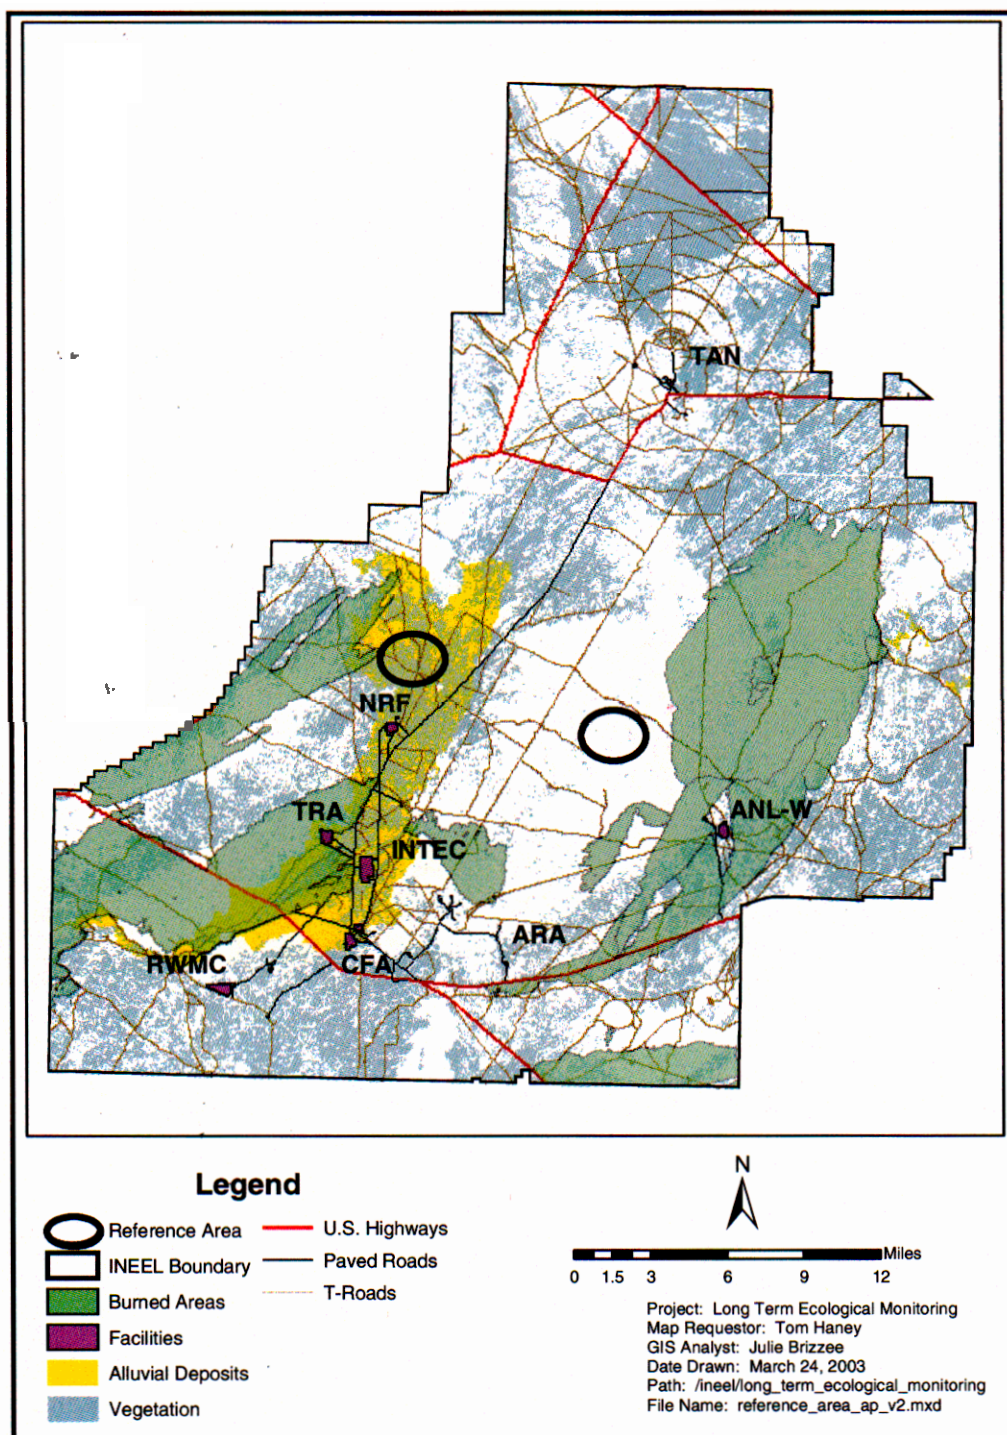 TAN
NRF
TRA
INTEC
ANL-W
ARA
RWMC
CFA
Legend
Reference Area
INEEL Boundary
Burned Areas
Facilities
Alluvial Deposits
Vegetation
U.S. Highways
Paved Roads
T-Roads
N
Miles
0 1.5 3 6 9 12
Project: Long Term Ecological Monitoring
Map Requestor: Tom Haney
GIS Analyst: Julie Brizzee
Date Drawn: March 24, 2003
Path: /ineel/long_term_ecological_monitoring
File Name: reference_area_ap_v2.mxd